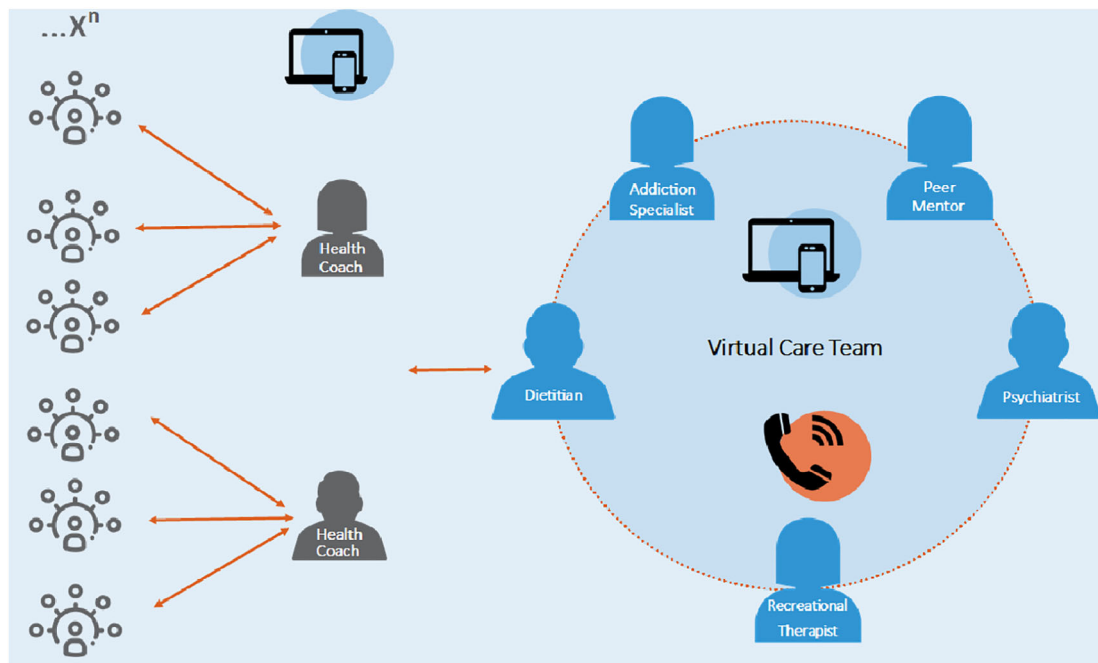 ...Xⁿ
Addiction
Specialist
Peer
Mentor
Health
Coach
Virtual Care Team
Dietitian
Psychiatrist
Health
Coach
Recreational
Therapist